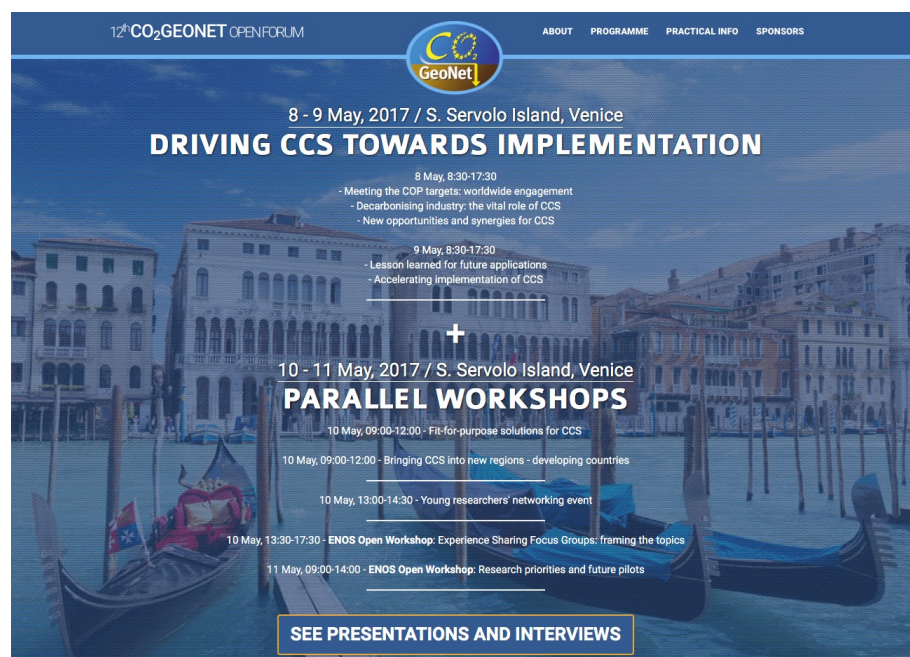 12th CO2GEONET OPEN FORUM
ABOUT PROGRAMME PRACTICAL INFO SPONSORS
CO2
GeoNet
8 - 9 May, 2017 / S. Servolo Island, Venice
DRIVING CCS TOWARDS IMPLEMENTATION
8 May, 8:30-17:30
- Meeting the COP targets: worldwide engagement
- Decarbonising industry: the vital role of CCS
- New opportunities and synergies for CCS
9 May, 8:30-17:30
- Lesson learned for future applications
- Accelerating implementation of CCS
+
10 - 11 May, 2017 / S. Servolo Island, Venice
PARALLEL WORKSHOPS
10 May, 09:00-12:00 - Fit-for-purpose solutions for CCS
10 May, 09:00-12:00 - Bringing CCS into new regions - developing countries
10 May, 13:00-14:30 - Young researchers' networking event
10 May, 13:30-17:30 - ENOS Open Workshop: Experience Sharing Focus Groups: framing the topics
11 May, 09:00-14:00 - ENOS Open Workshop: Research priorities and future pilots
SEE PRESENTATIONS AND INTERVIEWS